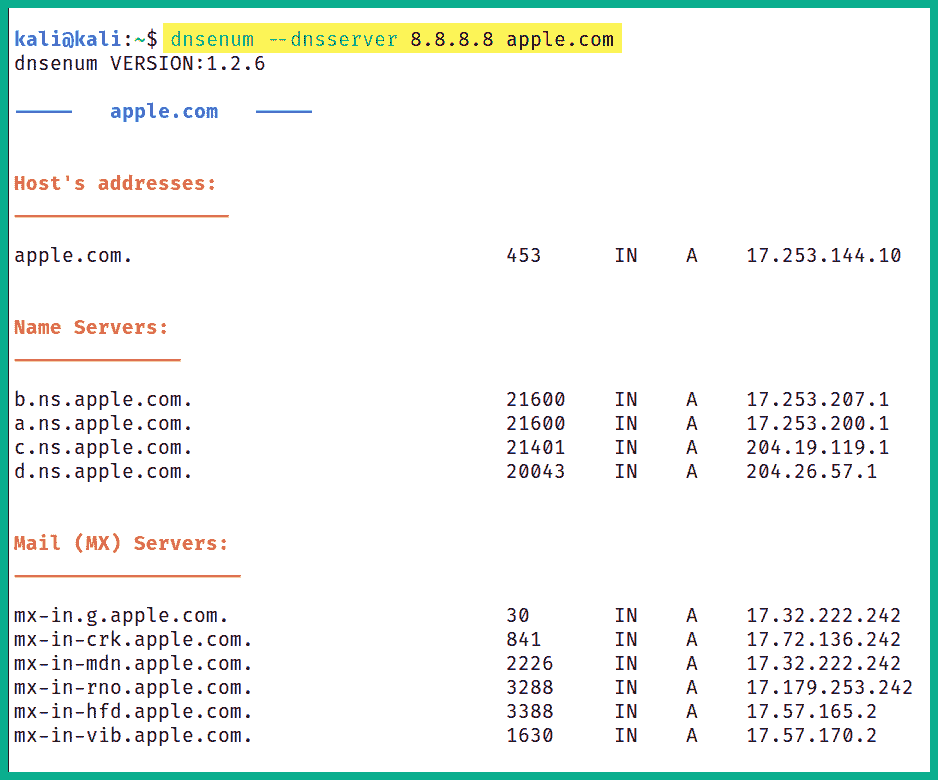 kali@kali:~$ dnsenum --dnsserver 8.8.8.8 apple.com
dnsenum VERSION:1.2.6
----- apple.com -----
Host's addresses:
apple.com. 453 IN A 17.253.144.10
Name Servers:
b.ns.apple.com. 21600 IN A 17.253.207.1
a.ns.apple.com. 21600 IN A 17.253.200.1
c.ns.apple.com. 21401 IN A 204.19.119.1
d.ns.apple.com. 20043 IN A 204.26.57.1
Mail (MX) Servers:
mx-in.g.apple.com. 30 IN A 17.32.222.242
mx-in-crk.apple.com. 841 IN A 17.72.136.242
mx-in-mdn.apple.com. 2226 IN A 17.32.222.242
mx-in-rno.apple.com. 3288 IN A 17.179.253.242
mx-in-hfd.apple.com. 3388 IN A 17.57.165.2
mx-in-vib.apple.com. 1630 IN A 17.57.170.2